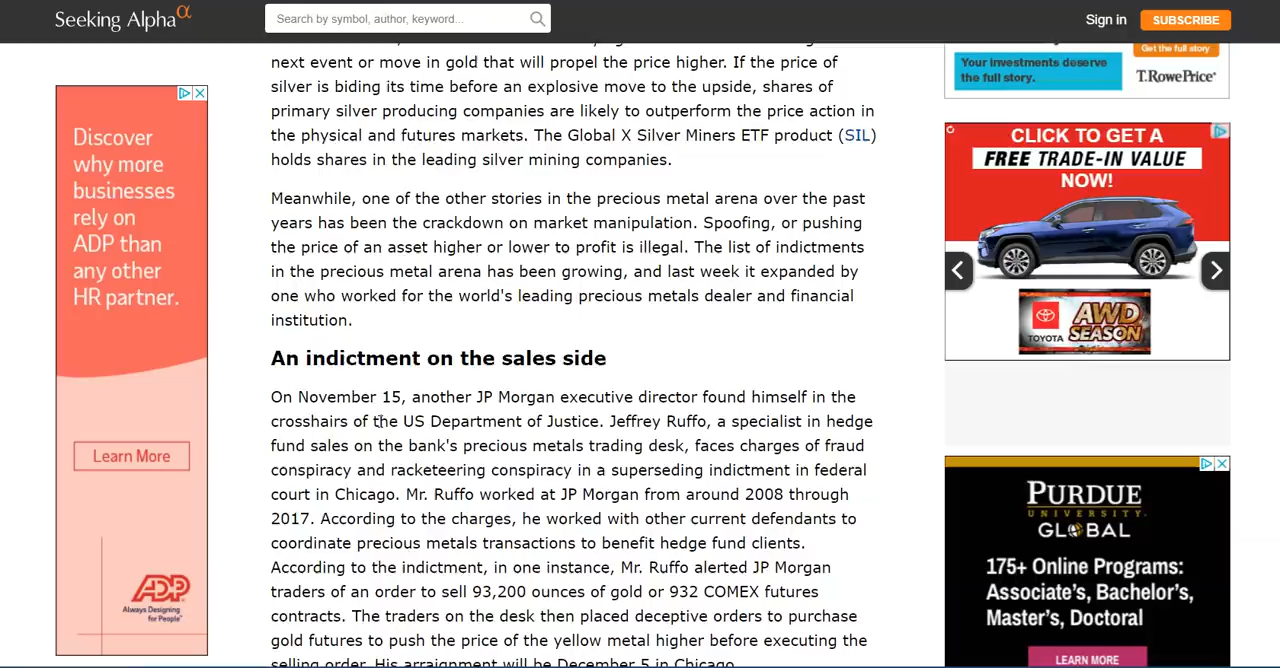 Seeking Alpha α
Search by symbol, author, keyword...
Sign in
SUBSCRIBE
next event or move in gold that will propel the price higher. If the price of
silver is biding its time before an explosive move to the upside, shares of
primary silver producing companies are likely to outperform the price action in
the physical and futures markets. The Global X Silver Miners ETF product (SIL)
holds shares in the leading silver mining companies.
Meanwhile, one of the other stories in the precious metal arena over the past
years has been the crackdown on market manipulation. Spoofing, or pushing
the price of an asset higher or lower to profit is illegal. The list of indictments
in the precious metal arena has been growing, and last week it expanded by
one who worked for the world's leading precious metals dealer and financial
institution.
An indictment on the sales side
On November 15, another JP Morgan executive director found himself in the
crosshairs of the US Department of Justice. Jeffrey Ruffo, a specialist in hedge
fund sales on the bank's precious metals trading desk, faces charges of fraud
conspiracy and racketeering conspiracy in a superseding indictment in federal
court in Chicago. Mr. Ruffo worked at JP Morgan from around 2008 through
2017. According to the charges, he worked with other current defendants to
coordinate precious metals transactions to benefit hedge fund clients.
According to the indictment, in one instance, Mr. Ruffo alerted JP Morgan
traders of an order to sell 93,200 ounces of gold or 932 COMEX futures
contracts. The traders on the desk then placed deceptive orders to purchase
gold futures to push the price of the yellow metal higher before executing the
selling order. His arraignment will be December 5 in Chicago.
Discover
why more
businesses
rely on
ADP than
any other
HR partner.
Learn More
ADP
Always Designing
for People™
Get the full story
Your investments deserve
the full story.
T.RowePrice
CLICK TO GET A
FREE TRADE-IN VALUE
NOW!
TOYOTA
AWD
SEASON
PURDUE
UNIVERSITY
GLOBAL
175+ Online Programs:
Associate's, Bachelor's,
Master's, Doctoral
LEARN MORE